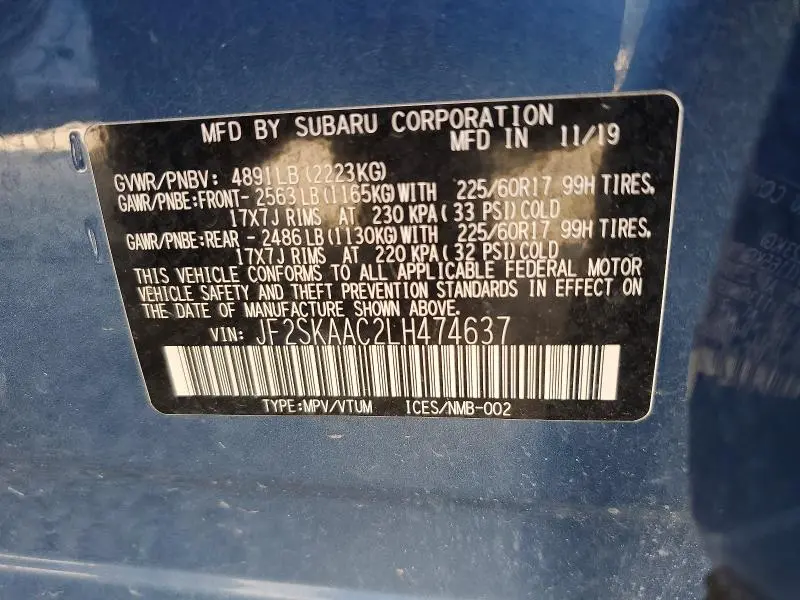 MFD BY SUBARU CORPORATION
MFD IN 11/19
GVWR/PNBV: 4891LB(2223KG)
GAWR/PNBE:FRONT- 2563LB(1165KG)WITH 225/60R17 99H TIRES,
17X7J RIMS AT 230 KPA(33 PSI)COLD
GAWR/PNBE:REAR - 2486LB(1130KG)WITH 225/60R17 99H TIRES,
17X7J RIMS AT 220 KPA(32 PSI)COLD
THIS VEHICLE CONFORMS TO ALL APPLICABLE FEDERAL MOTOR
VEHICLE SAFETY AND THEFT PREVENTION STANDARDS IN EFFECT ON
THE DATE OF MANUFACTURE SHOWN ABOVE.
VIN: JF2SKAAC2LH474637
TYPE:MPV/VTUM ICES/NMB-002